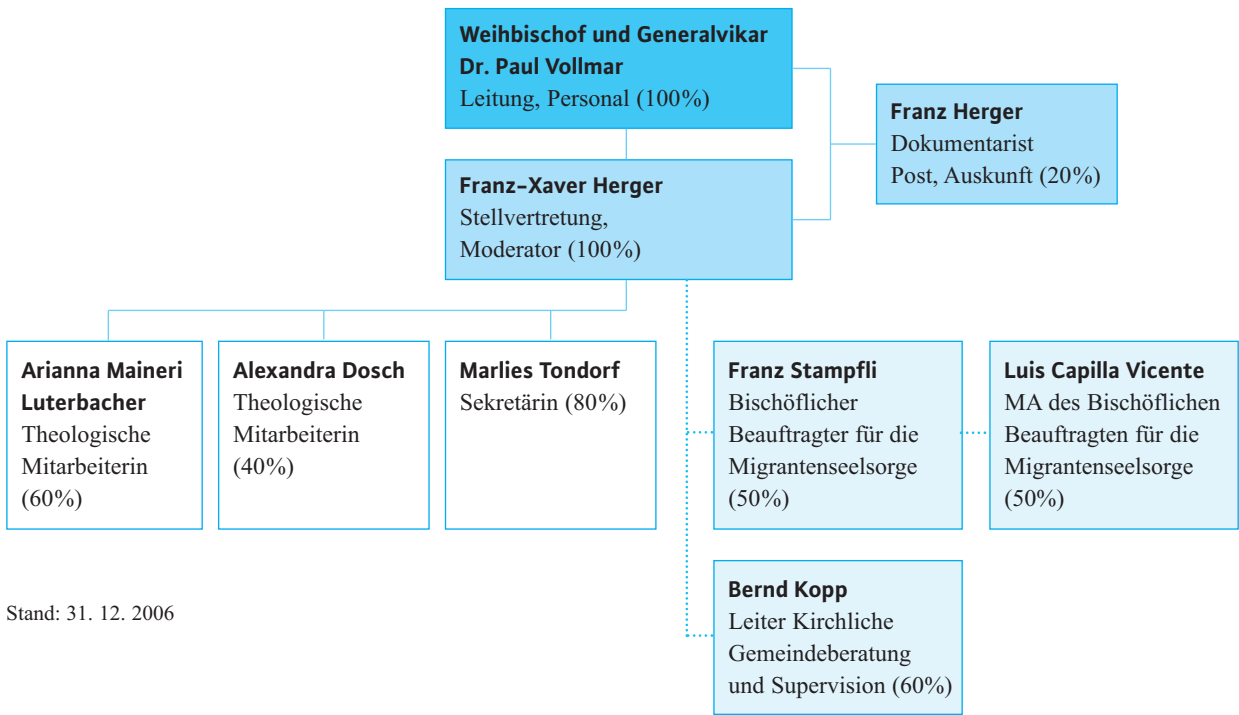 Weihbischof und Generalvikar
Dr. Paul Vollmar
Leitung, Personal (100%)
Franz Herger
Dokumentarist
Post, Auskunft (20%)
Franz-Xaver Herger
Stellvertretung,
Moderator (100%)
Arianna Maineri
Luterbacher
Theologische
Mitarbeiterin
(60%)
Alexandra Dosch
Theologische
Mitarbeiterin
(40%)
Marlies Tondorf
Sekretärin (80%)
Franz Stampfli
Bischöflicher
Beauftragter für die
Migrantenseelsorge
(50%)
Luis Capilla Vicente
MA des Bischöflichen
Beauftragten für die
Migrantenseelsorge
(50%)
Bernd Kopp
Leiter Kirchliche
Gemeindeberatung
und Supervision (60%)
Stand: 31. 12. 2006